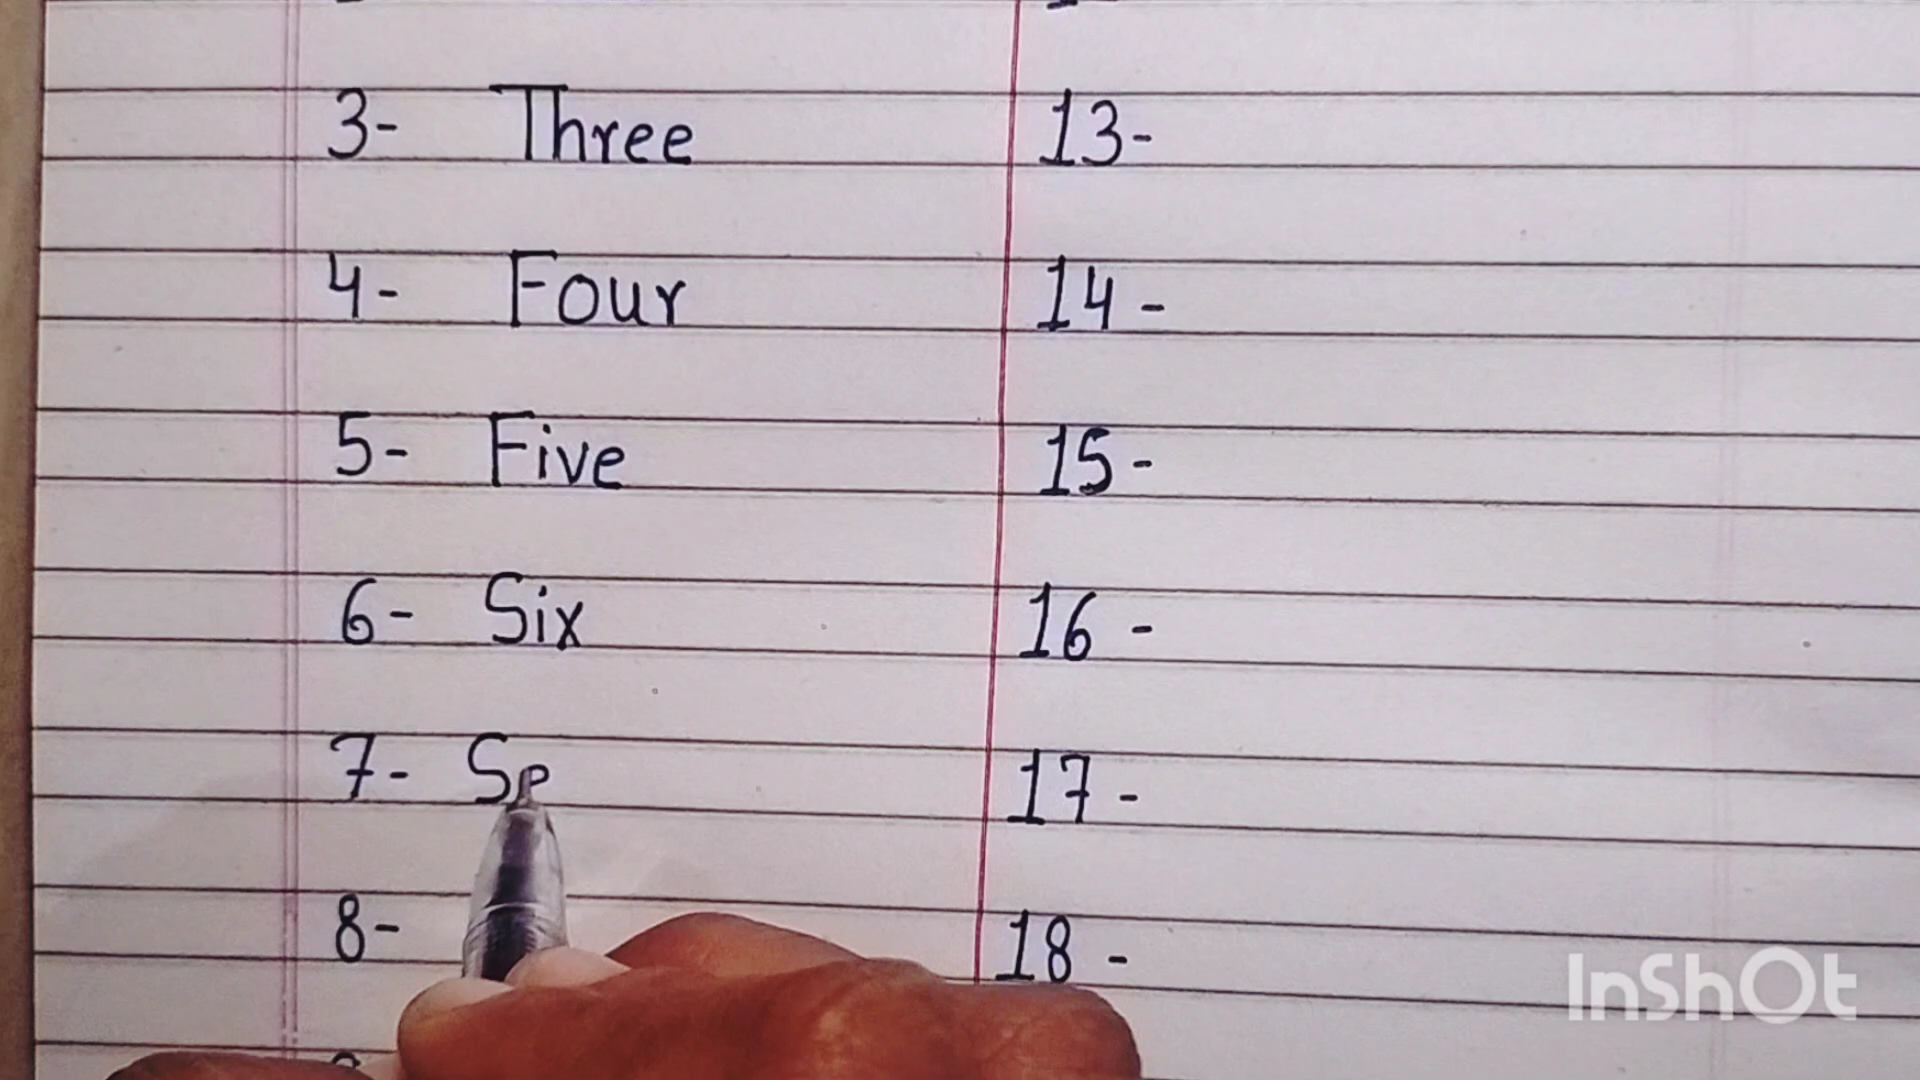 3- Three 13-
4- Four 14-
5- Five 15-
6- Six 16-
7- Se 17-
8- 18-
InShOt